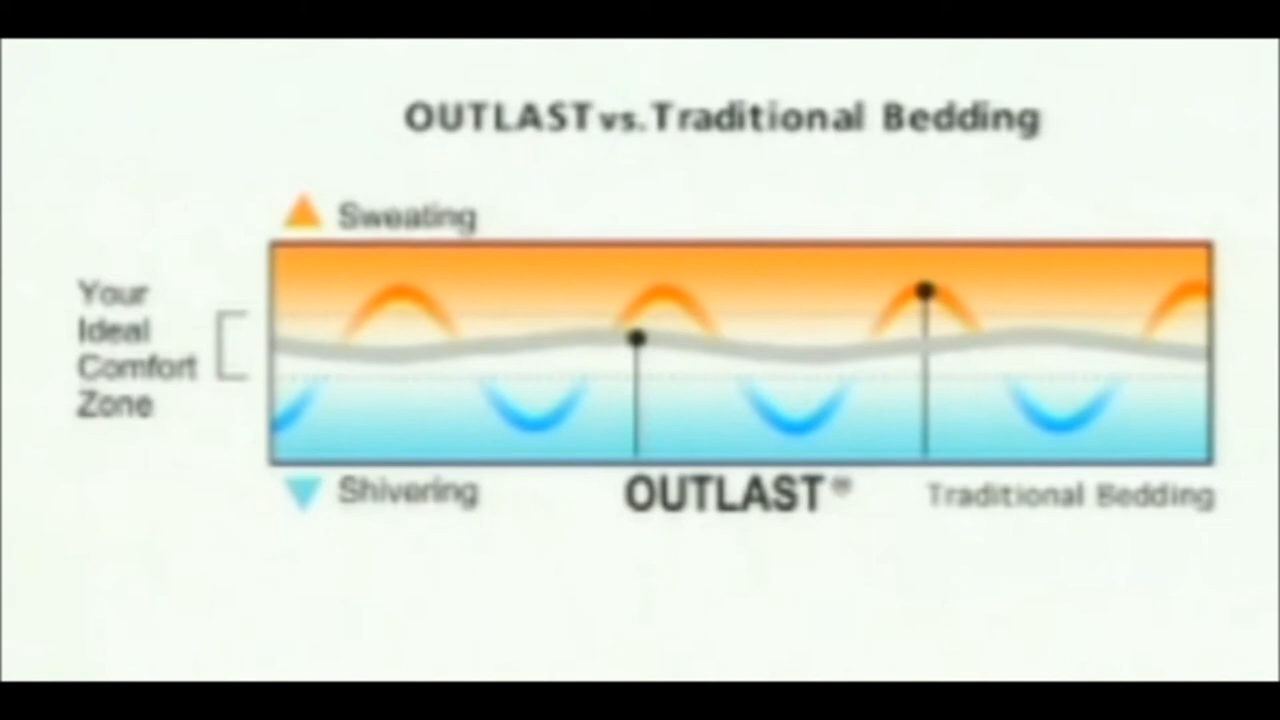 OUTLAST vs. Traditional Bedding
Sweating
Your
Ideal
Comfort
Zone
Shivering
OUTLAST®
Traditional Bedding